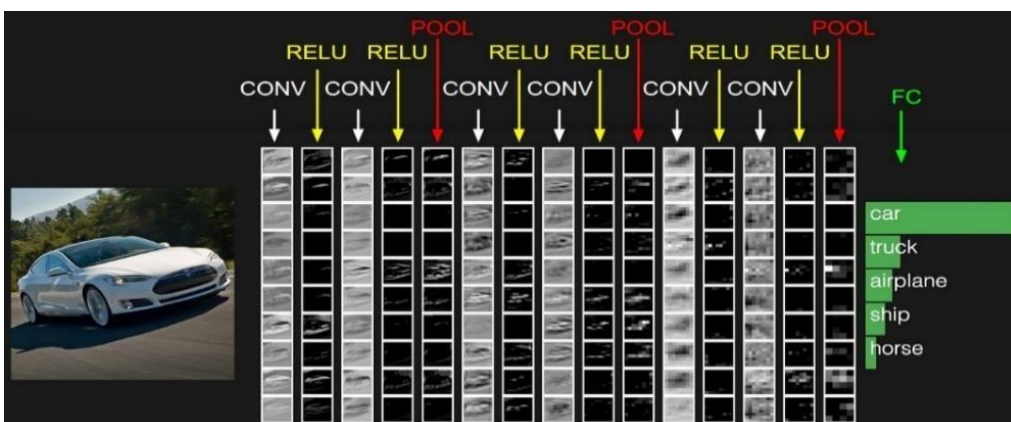 POOL POOL POOL
RELU RELU RELU RELU RELU RELU
CONV CONV CONV CONV CONV CONV FC
car
truck
airplane
ship
horse